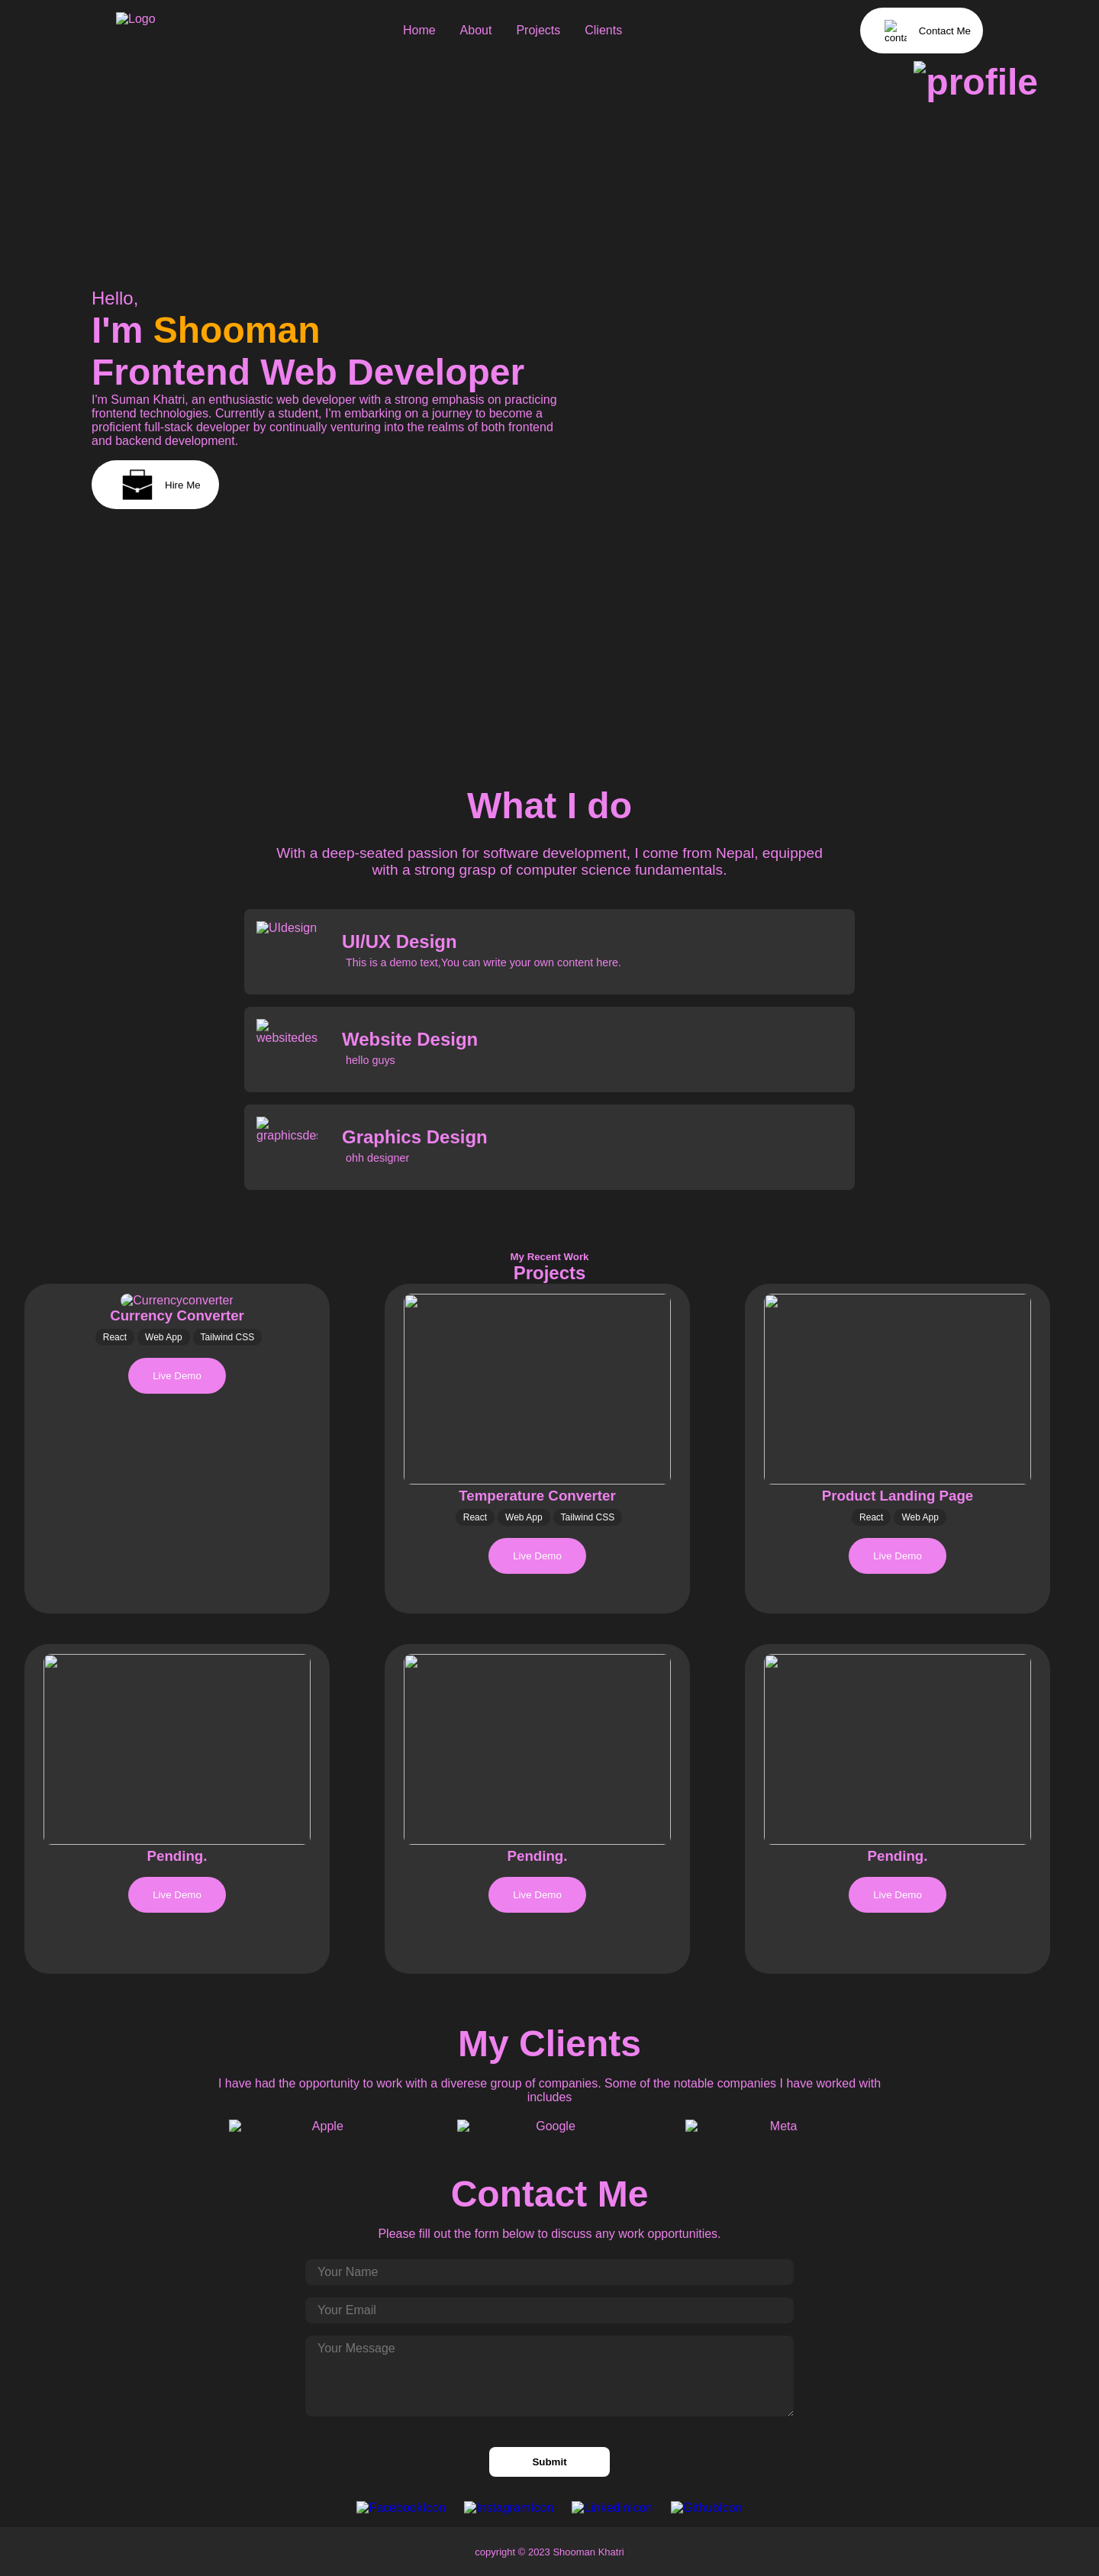 Logo
Home About Projects Clients
Contact Me
profile
Hello,
I'm Shooman
Frontend Web Developer
I'm Suman Khatri, an enthusiastic web developer with a strong emphasis on practicing
frontend technologies. Currently a student, I'm embarking on a journey to become a
proficient full-stack developer by continually venturing into the realms of both frontend
and backend development.
Hire Me
What I do
With a deep-seated passion for software development, I come from Nepal, equipped
with a strong grasp of computer science fundamentals.
UIdesign
UI/UX Design
This is a demo text,You can write your own content here.
websitedes
Website Design
hello guys
graphicsdes
Graphics Design
ohh designer
My Recent Work
Projects
Currencyconverter
Currency Converter
React Web App Tailwind CSS
Live Demo
Temperature Converter
React Web App Tailwind CSS
Live Demo
Product Landing Page
React Web App
Live Demo
Pending.
Live Demo
Pending.
Live Demo
Pending.
Live Demo
My Clients
I have had the opportunity to work with a diverese group of companies. Some of the notable companies I have worked with
includes
Apple Google Meta
Contact Me
Please fill out the form below to discuss any work opportunities.
Your Name
Your Email
Your Message
Submit
copyright © 2023 Shooman Khatri